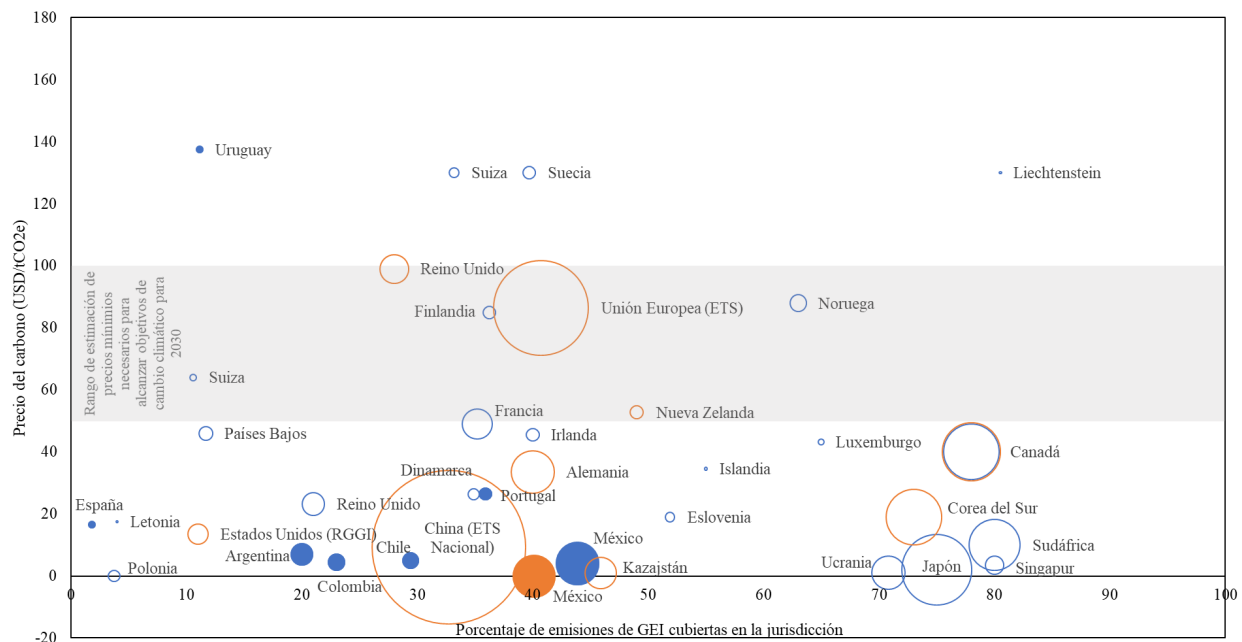 180
160
140
120
100
80
60
40
20
0
-20
Precio del carbono (USD/tCO2e)
Rango de estimación de
precios mínimios
necesarios para
alcanzar objetivos de
cambio climático para
2030
Uruguay
Suiza
Suecia
Liechtenstein
Reino Unido
Finlandia
Unión Europea (ETS)
Noruega
Suiza
Francia
Nueva Zelanda
Países Bajos
Irlanda
Luxemburgo
Canadá
Dinamarca
Alemania
Islandia
España
Letonia
Reino Unido
Portugal
Eslovenia
Corea del Sur
Estados Unidos (RGGI)
China (ETS
Nacional)
Argentina
Chile
México
Sudáfrica
Polonia
Colombia
México
Kazajstán
Ucrania
Japón
Singapur
0
10
20
30
40
50
60
70
80
90
100
Porcentaje de emisiones de GEI cubiertas en la jurisdicción